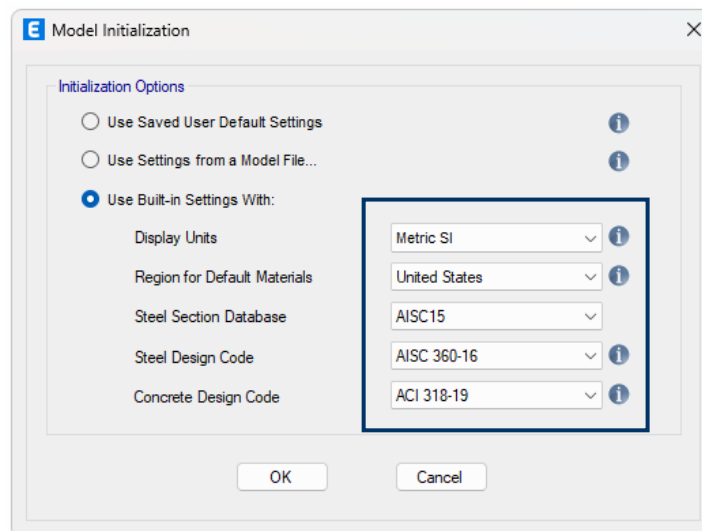 E Model Initialization
Initialization Options
Use Saved User Default Settings
Use Settings from a Model File...
Use Built-in Settings With:
Display Units Metric SI
Region for Default Materials United States
Steel Section Database AISC15
Steel Design Code AISC 360-16
Concrete Design Code ACI 318-19
OK Cancel